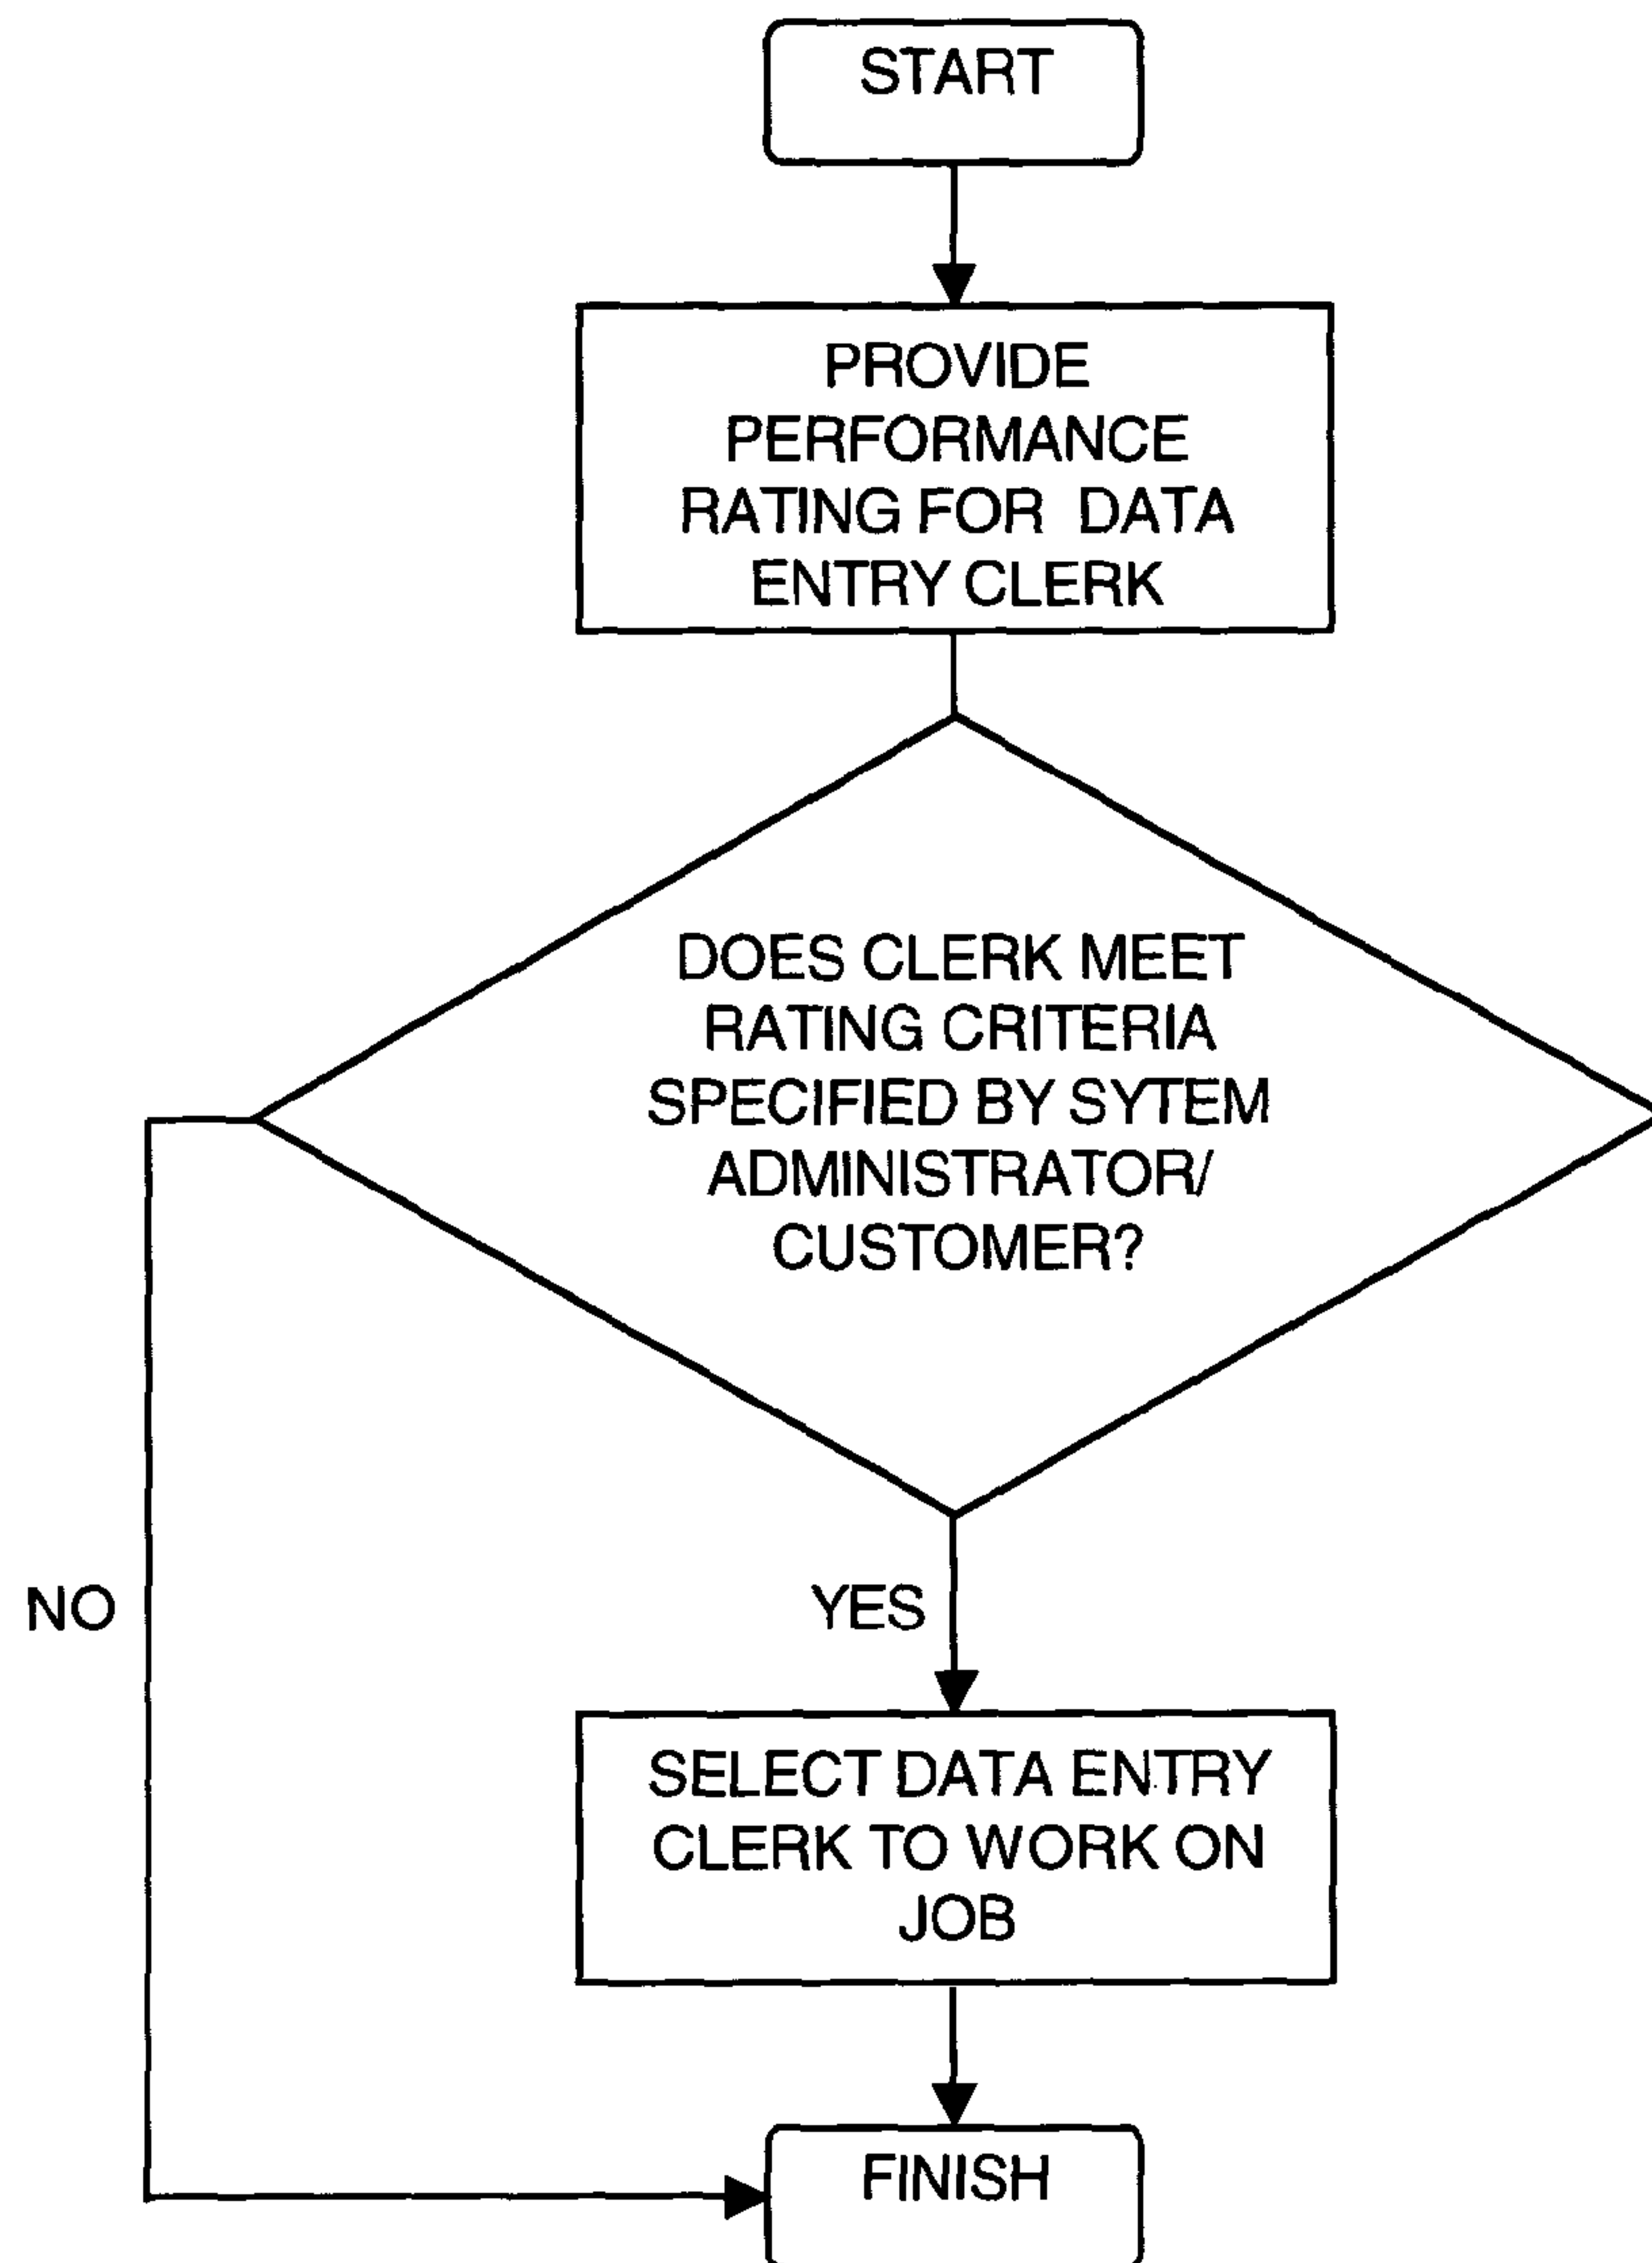 START
PROVIDE
PERFORMANCE
RATING FOR DATA
ENTRY CLERK
DOES CLERK MEET
RATING CRITERIA
SPECIFIED BY SYTEM
ADMINISTRATOR/
CUSTOMER?
NO
YES
SELECT DATA ENTRY
CLERK TO WORK ON
JOB
FINISH